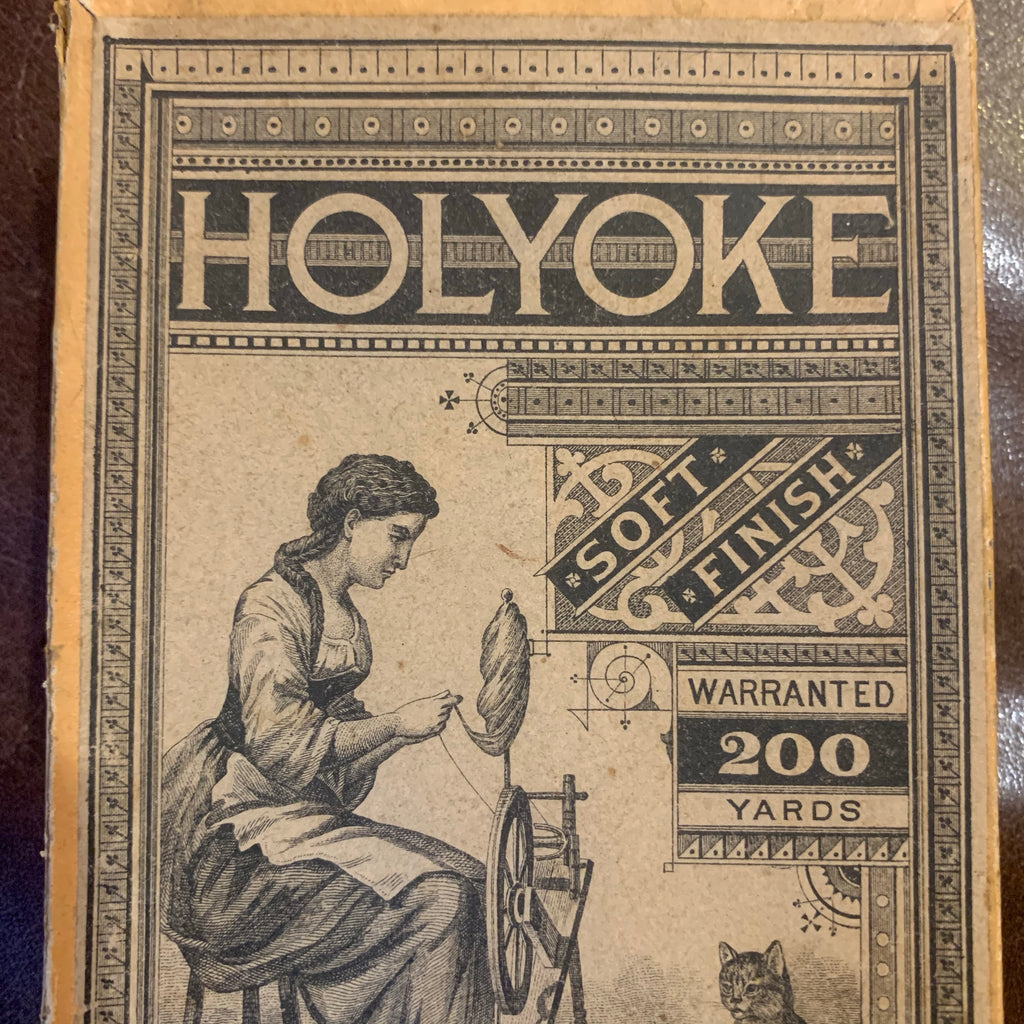 HOLYOKE
SOFT
FINISH
WARRANTED
200
YARDS